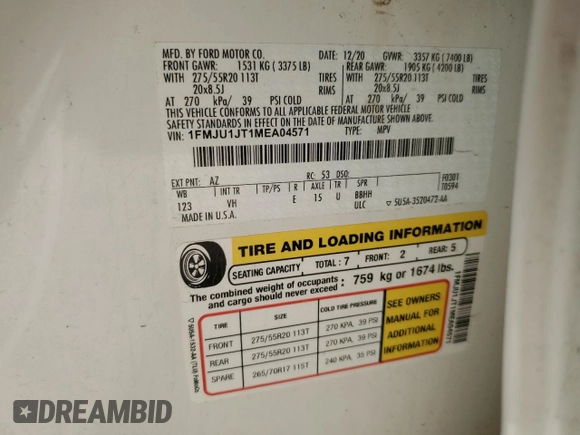 MFD. BY FORD MOTOR CO.
DATE: 12/20 GVWR: 3357 KG (7400 LB)
FRONT GAWR: 1531 KG (3375 LB) REAR GAWR: 1905 KG (4200 LB)
WITH 275/55R20 113T TIRES WITH 275/55R20 113T TIRES
20x8.5J RIMS 20x8.5J RIMS
AT 270 kPa/ 39 PSI COLD AT 270 kPa/ 39 PSI COLD
THIS VEHICLE CONFORMS TO ALL APPLICABLE FEDERAL MOTOR VEHICLE
SAFETY STANDARDS IN EFFECT ON THE DATE OF MANUFACTURE SHOWN ABOVE.
VIN: 1FMJU1JT1MEA04571 TYPE: MPV
EXT PNT: AZ RC: 53 DSO: F0301
WB INT TR TP/PS R AXLE TR SPR T0594
123 VH E 15 U BBHH
MADE IN U.S.A. ULC ▽ 5U5A-3520472-AA
TIRE AND LOADING INFORMATION
SEATING CAPACITY TOTAL: 7 FRONT: 2 REAR: 5
The combined weight of occupants and cargo should never exceed : 759 kg or 1674 lbs.
TIRE SIZE COLD TIRE PRESSURE
FRONT 275/55R20 113T 270 KPA, 39 PSI
REAR 275/55R20 113T 270 KPA, 39 PSI
SPARE 265/70R17 115T 240 KPA, 35 PSI
SEE OWNERS
MANUAL FOR
ADDITIONAL
INFORMATION
1FMJU1JT1MEA04571
DREAMBID